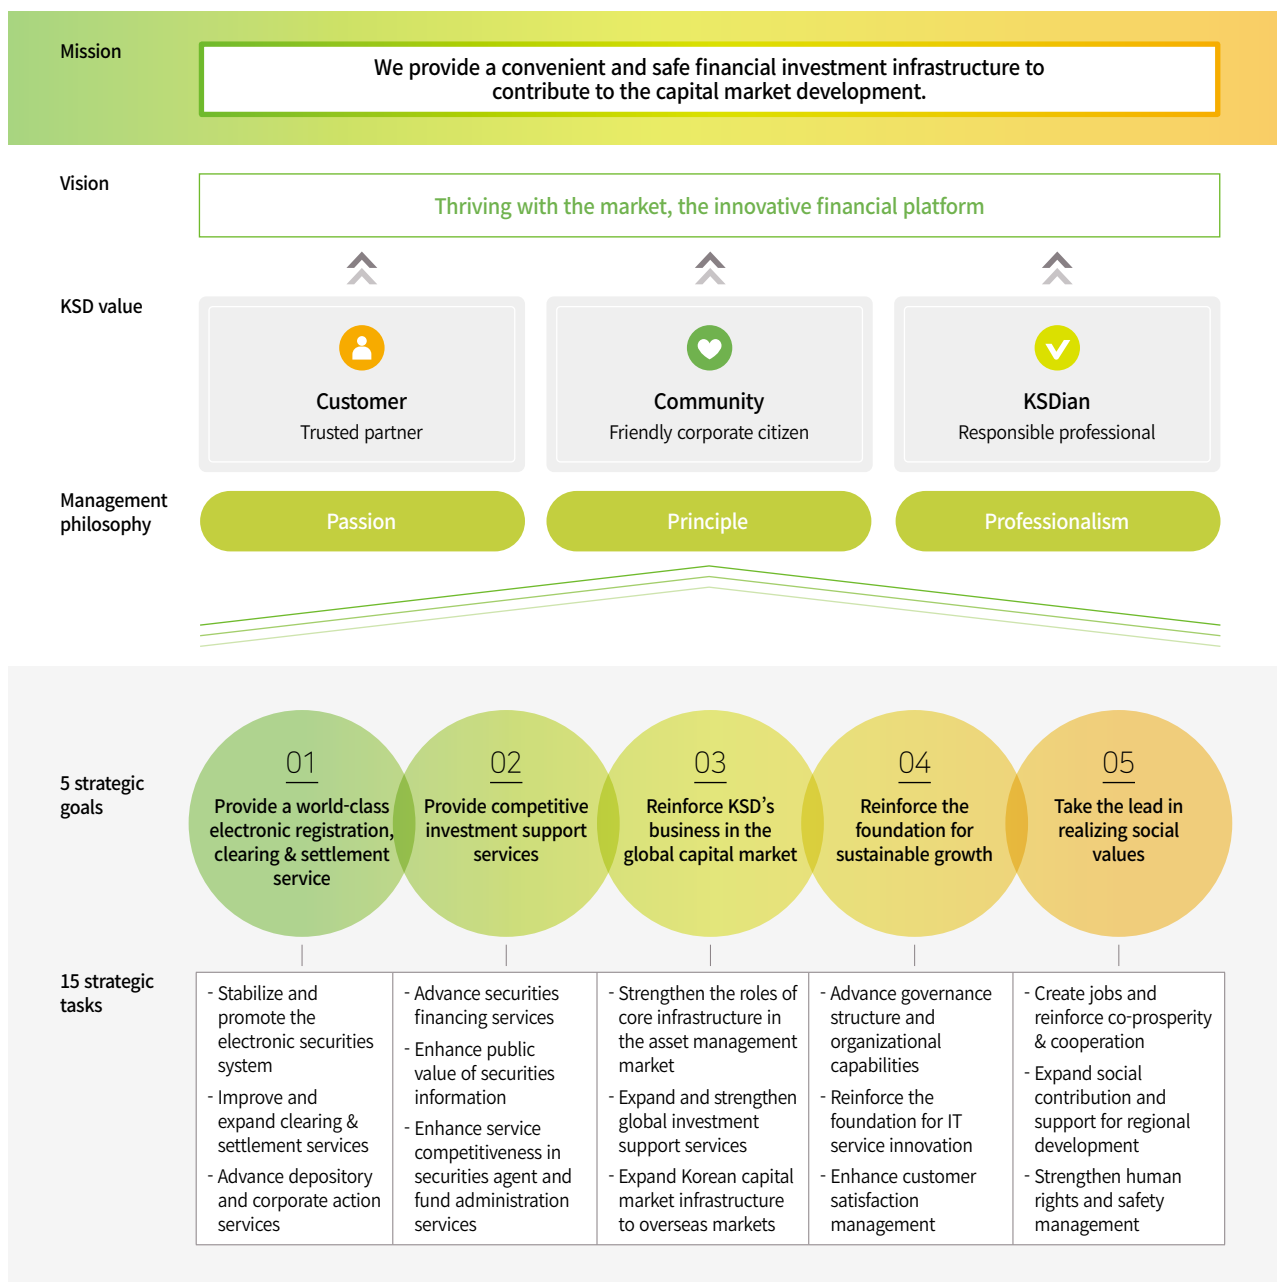 Mission
We provide a convenient and safe financial investment infrastructure to
contribute to the capital market development.
Vision
Thriving with the market, the innovative financial platform
KSD value
Customer
Trusted partner
Community
Friendly corporate citizen
KSDian
Responsible professional
Management
philosophy
Passion
Principle
Professionalism
5 strategic
goals
01
Provide a world-class
electronic registration,
clearing & settlement
service
02
Provide competitive
investment support
services
03
Reinforce KSD's
business in the
global capital market
04
Reinforce the
foundation for
sustainable growth
05
Take the lead in
realizing social
values
15 strategic
tasks
- Stabilize and
promote the
electronic securities
system
- Improve and
expand clearing &
settlement services
- Advance depository
and corporate action
services
- Advance securities
financing services
- Enhance public
value of securities
information
- Enhance service
competitiveness in
securities agent and
fund administration
services
- Strengthen the roles of
core infrastructure in
the asset management
market
- Expand and strengthen
global investment
support services
- Expand Korean capital
market infrastructure
to overseas markets
- Advance governance
structure and
organizational
capabilities
- Reinforce the
foundation for IT
service innovation
- Enhance customer
satisfaction
management
- Create jobs and
reinforce co-prosperity
& cooperation
- Expand social
contribution and
support for regional
development
- Strengthen human
rights and safety
management